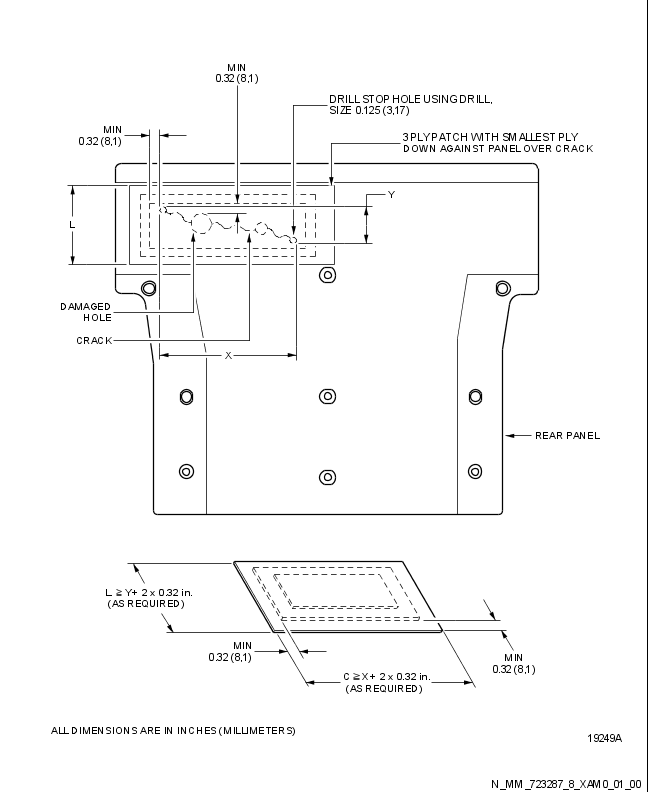 MIN
0.32 (8,1)
DRILL STOP HOLE USING DRILL,
SIZE 0.125 (3,17)
MIN
0.32 (8,1)
3 PLY PATCH WITH SMALLEST PLY
DOWN AGAINST PANEL OVER CRACK
Y
L
DAMAGED
HOLE
CRACK
X
REAR PANEL
L ≧ Y + 2 x 0.32 in.
(AS REQUIRED)
MIN
0.32 (8,1)
MIN
0.32 (8,1)
C ≧ X + 2 x 0.32 in.
(AS REQUIRED)
ALL DIMENSIONS ARE IN INCHES (MILLIMETERS)
19249A
N_MM_723287_8_XAM0_01_00